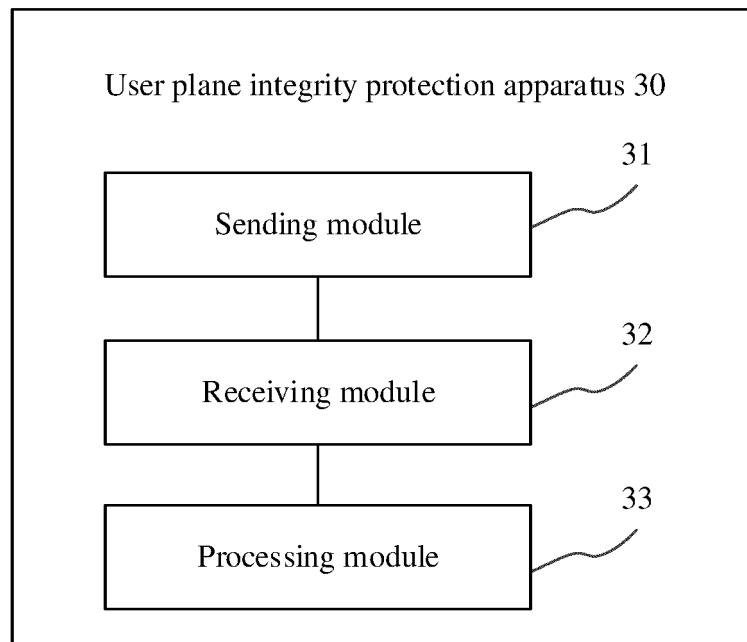 User plane integrity protection apparatus 30
31
Sending module
32
Receiving module
33
Processing module